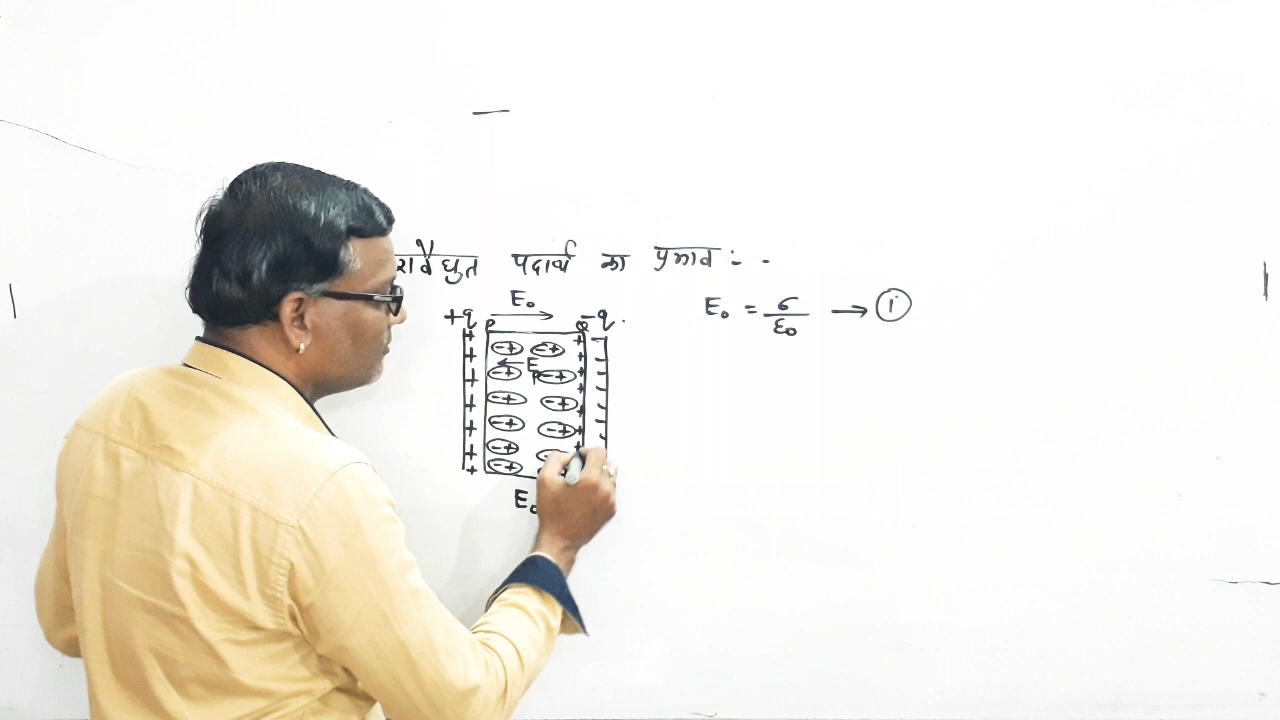 पदार्थ का प्रभाव :-
E₀ = σ/ε₀ → ①
E₀
+q P Q -q
E
E₀